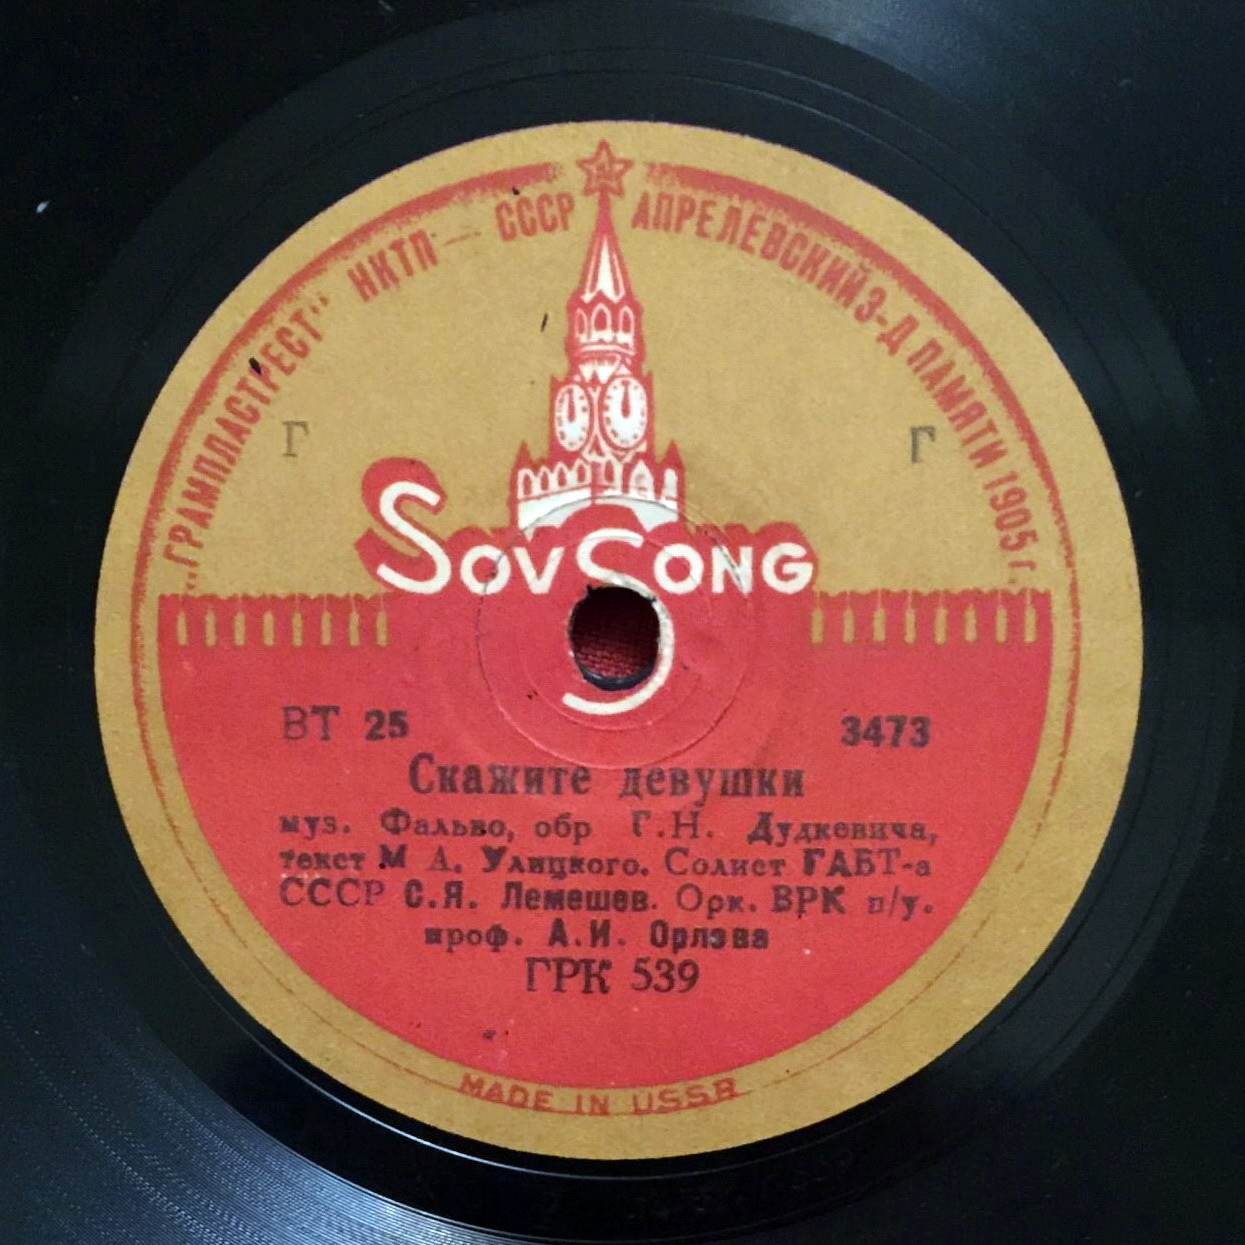 „ГРАМПЛАСТРЕСТ" НКТП — СССР АПРЕЛЕВСКИЙ З-Д ПАМЯТИ 1905 г.
Г Г
SOVSONG
ВТ 25 3473
Скажите девушки
муз. Фальво, обр Г.Н. Дудкевича,
текст М А. Улицкого. Солист ГАБТ-а
СССР С.Я. Лемешев. Орк. ВРК п/у.
проф. А.И. Орлова
ГРК 539
MADE IN USSR